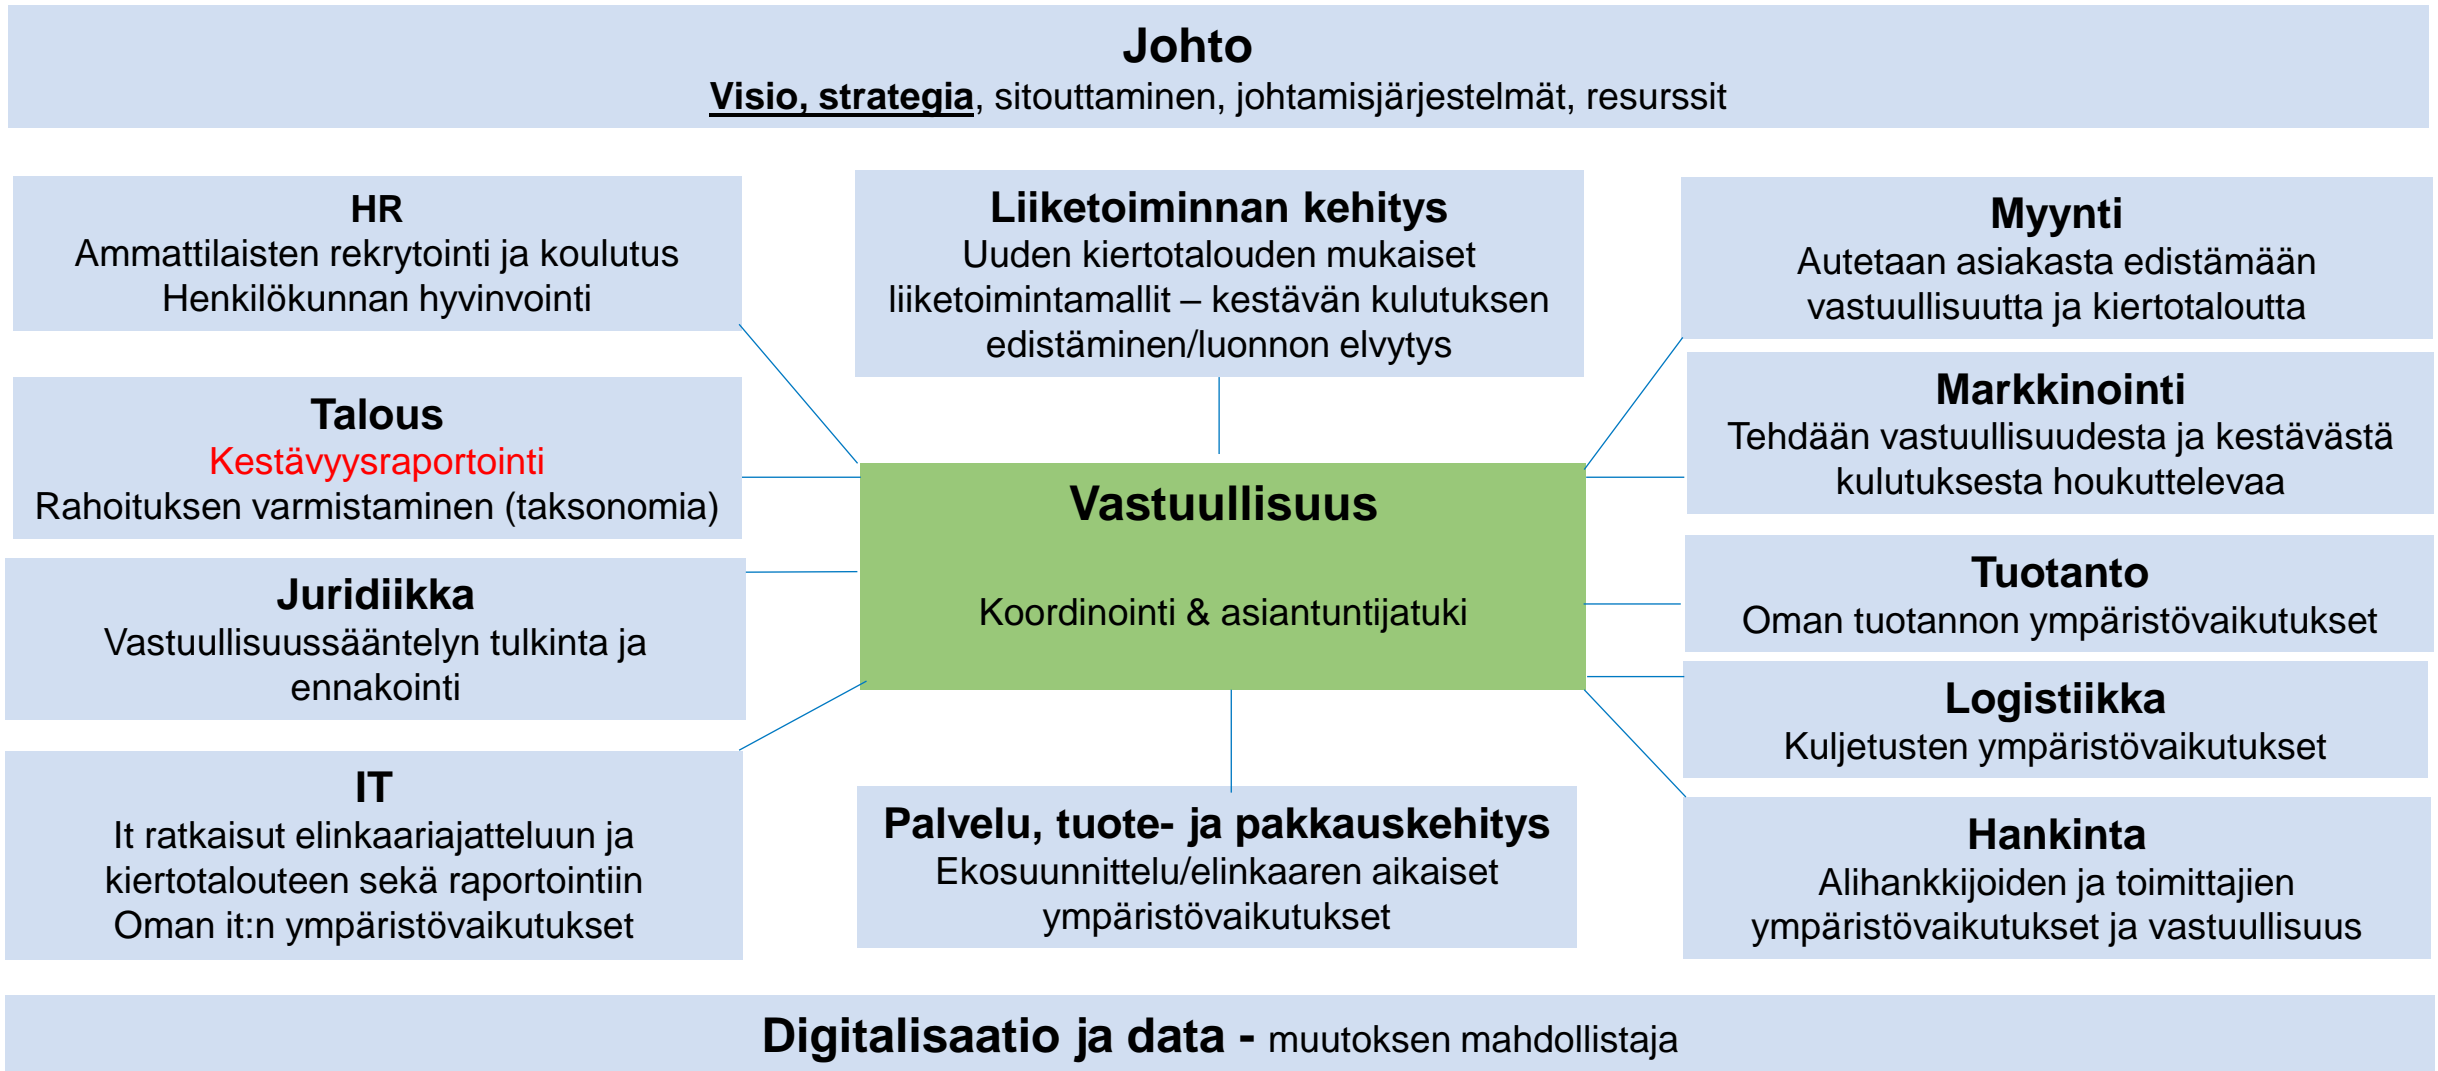 Johto
Visio, strategia, sitouttaminen, johtamisjärjestelmät, resurssit
HR
Ammattilaisten rekrytointi ja koulutus
Henkilökunnan hyvinvointi
Liiketoiminnan kehitys
Uuden kiertotalouden mukaiset
liiketoimintamallit – kestävän kulutuksen
edistäminen/luonnon elvytys
Myynti
Autetaan asiakasta edistämään
vastuullisuutta ja kiertotaloutta
Talous
Kestävyysraportointi
Rahoituksen varmistaminen (taksonomia)
Markkinointi
Tehdään vastuullisuudesta ja kestävästä
kulutuksesta houkuttelevaa
Vastuullisuus
Koordinointi & asiantuntijatuki
Juridiikka
Vastuullisuussääntelyn tulkinta ja
ennakointi
Tuotanto
Oman tuotannon ympäristövaikutukset
Logistiikka
Kuljetusten ympäristövaikutukset
IT
It ratkaisut elinkaariajatteluun ja
kiertotalouteen sekä raportointiin
Oman it:n ympäristövaikutukset
Palvelu, tuote- ja pakkauskehitys
Ekosuunnittelu/elinkaaren aikaiset
ympäristövaikutukset
Hankinta
Alihankkijoiden ja toimittajien
ympäristövaikutukset ja vastuullisuus
Digitalisaatio ja data - muutoksen mahdollistaja